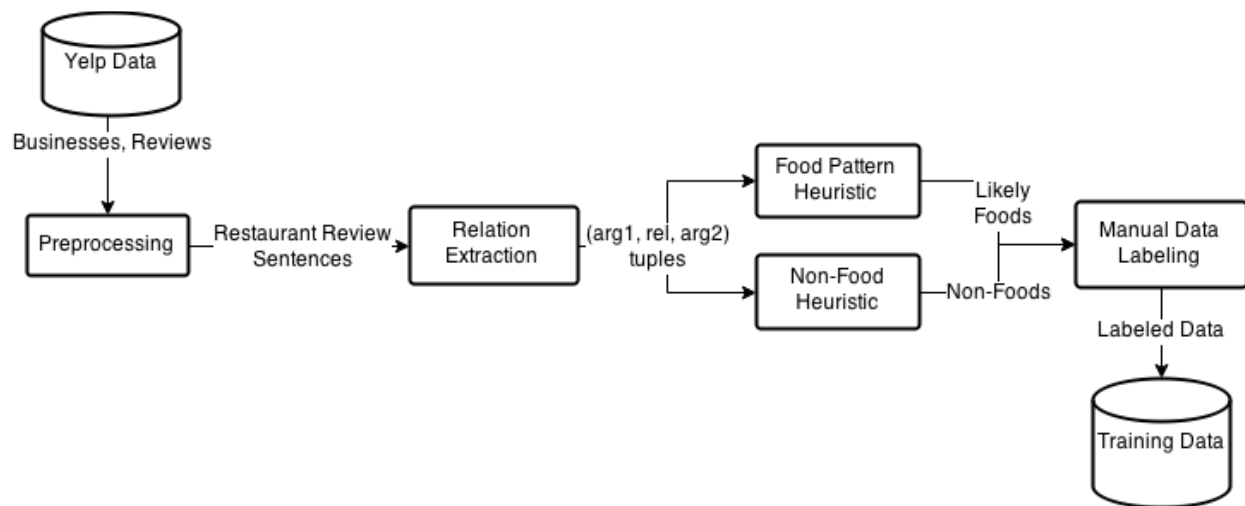 Yelp Data
Businesses, Reviews
Preprocessing
Restaurant Review
Sentences
Relation
Extraction
(arg1, rel, arg2)
tuples
Food Pattern
Heuristic
Non-Food
Heuristic
Likely
Foods
Non-Foods
Manual Data
Labeling
Labeled Data
Training Data